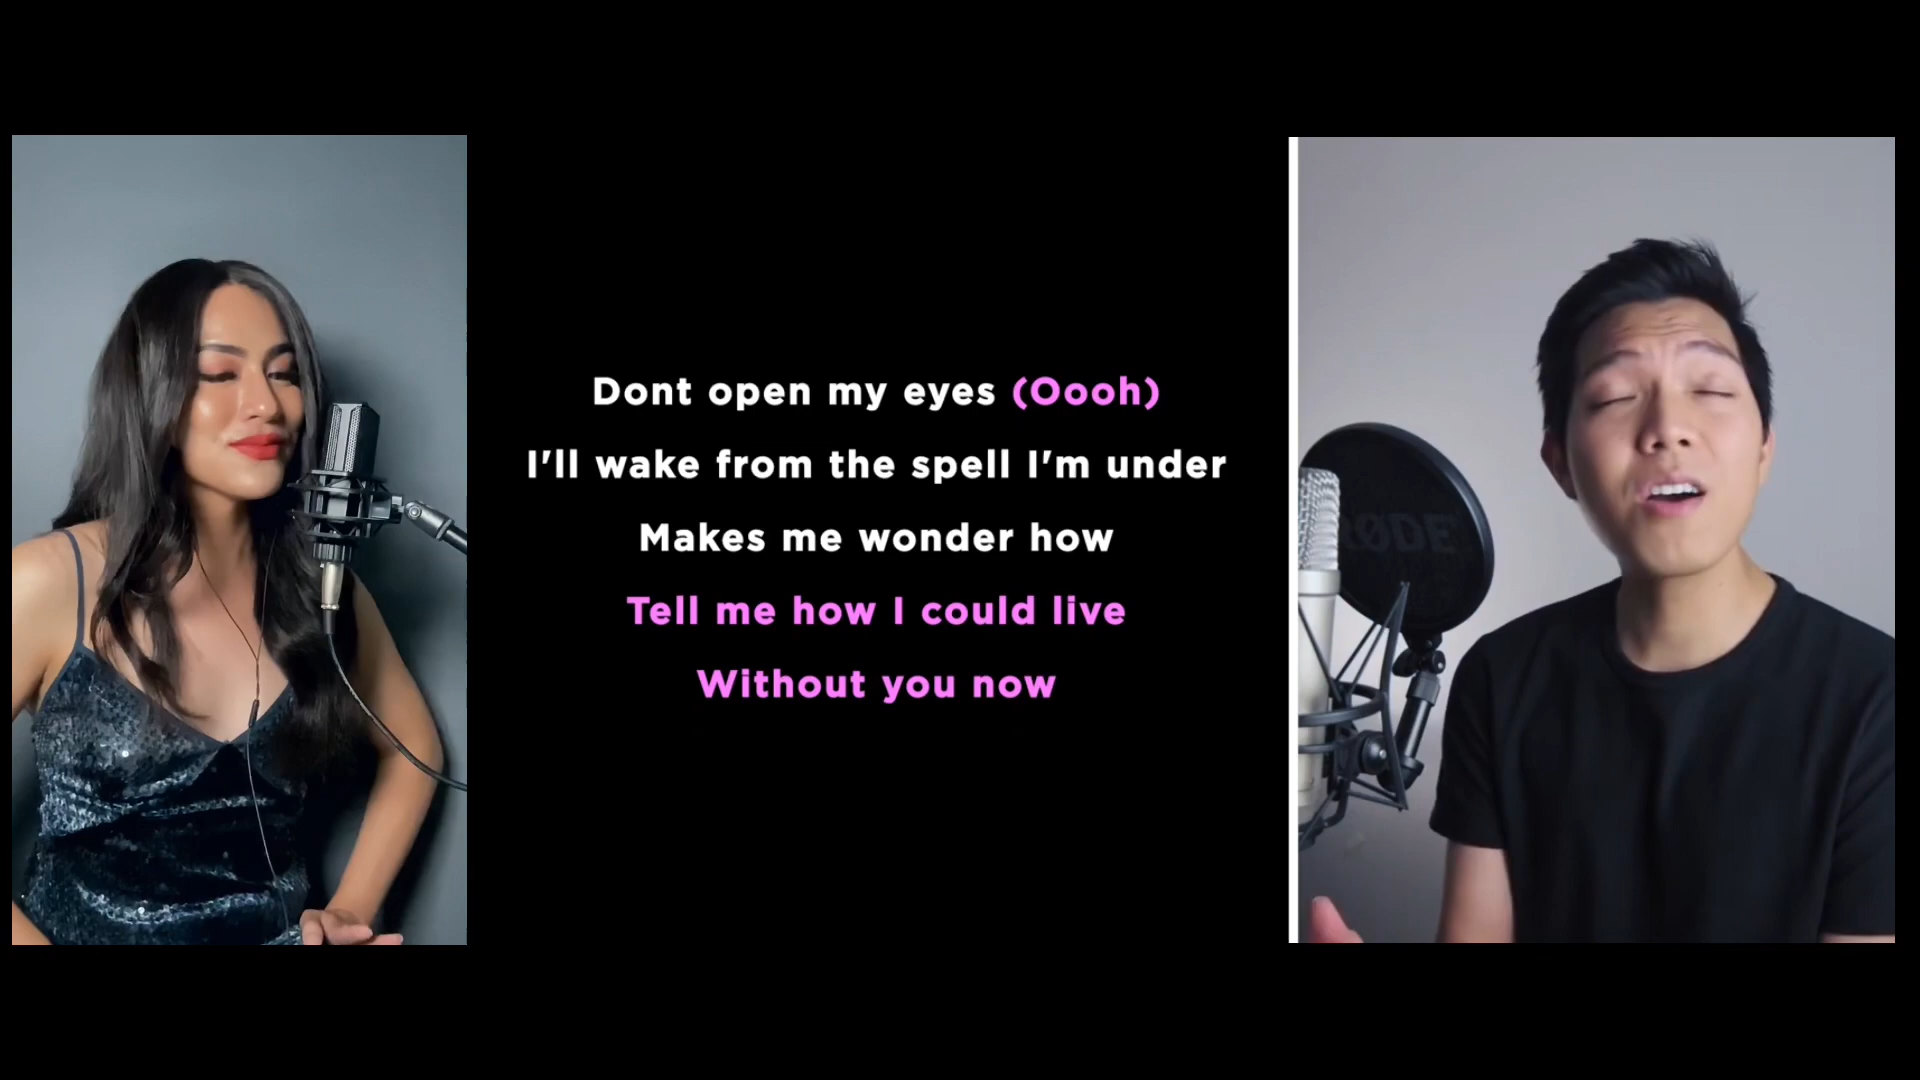 Dont open my eyes (Oooh)
I'll wake from the spell I'm under
Makes me wonder how
Tell me how I could live
Without you now
RØDE